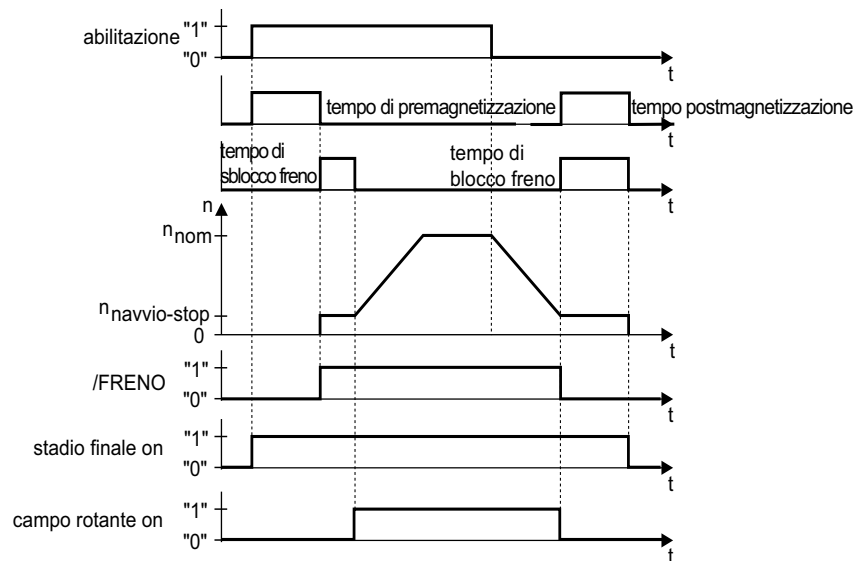 abilitazione "1"
"0"
t
tempo di premagnetizzazione
tempo postmagnetizzazione
t
tempo di
sblocco freno
tempo di
blocco freno
t
n
n nom
n navvio-stop
0
t
/FRENO "1"
"0"
t
stadio finale on "1"
"0"
t
campo rotante on "1"
"0"
t